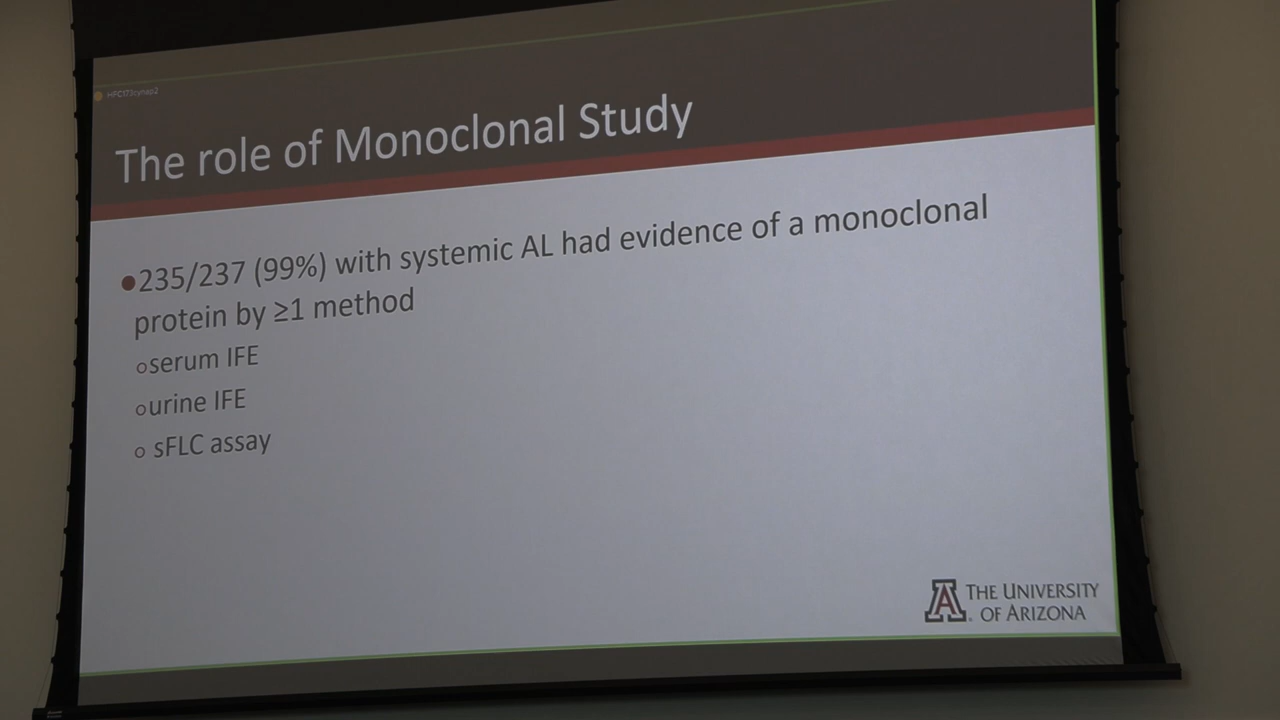 The role of Monoclonal Study
●235/237 (99%) with systemic AL had evidence of a monoclonal
protein by ≥1 method
○serum IFE
○urine IFE
○ sFLC assay
A THE UNIVERSITY
OF ARIZONA